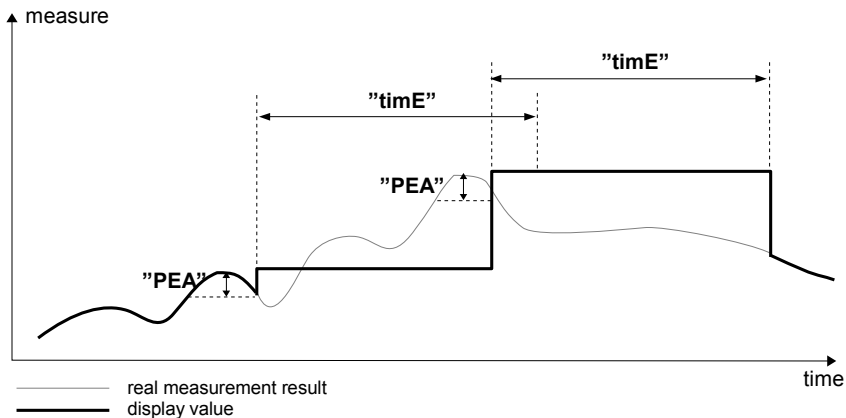 measure
”timE”
”timE”
”PEA”
”PEA”
time
real measurement result
display value